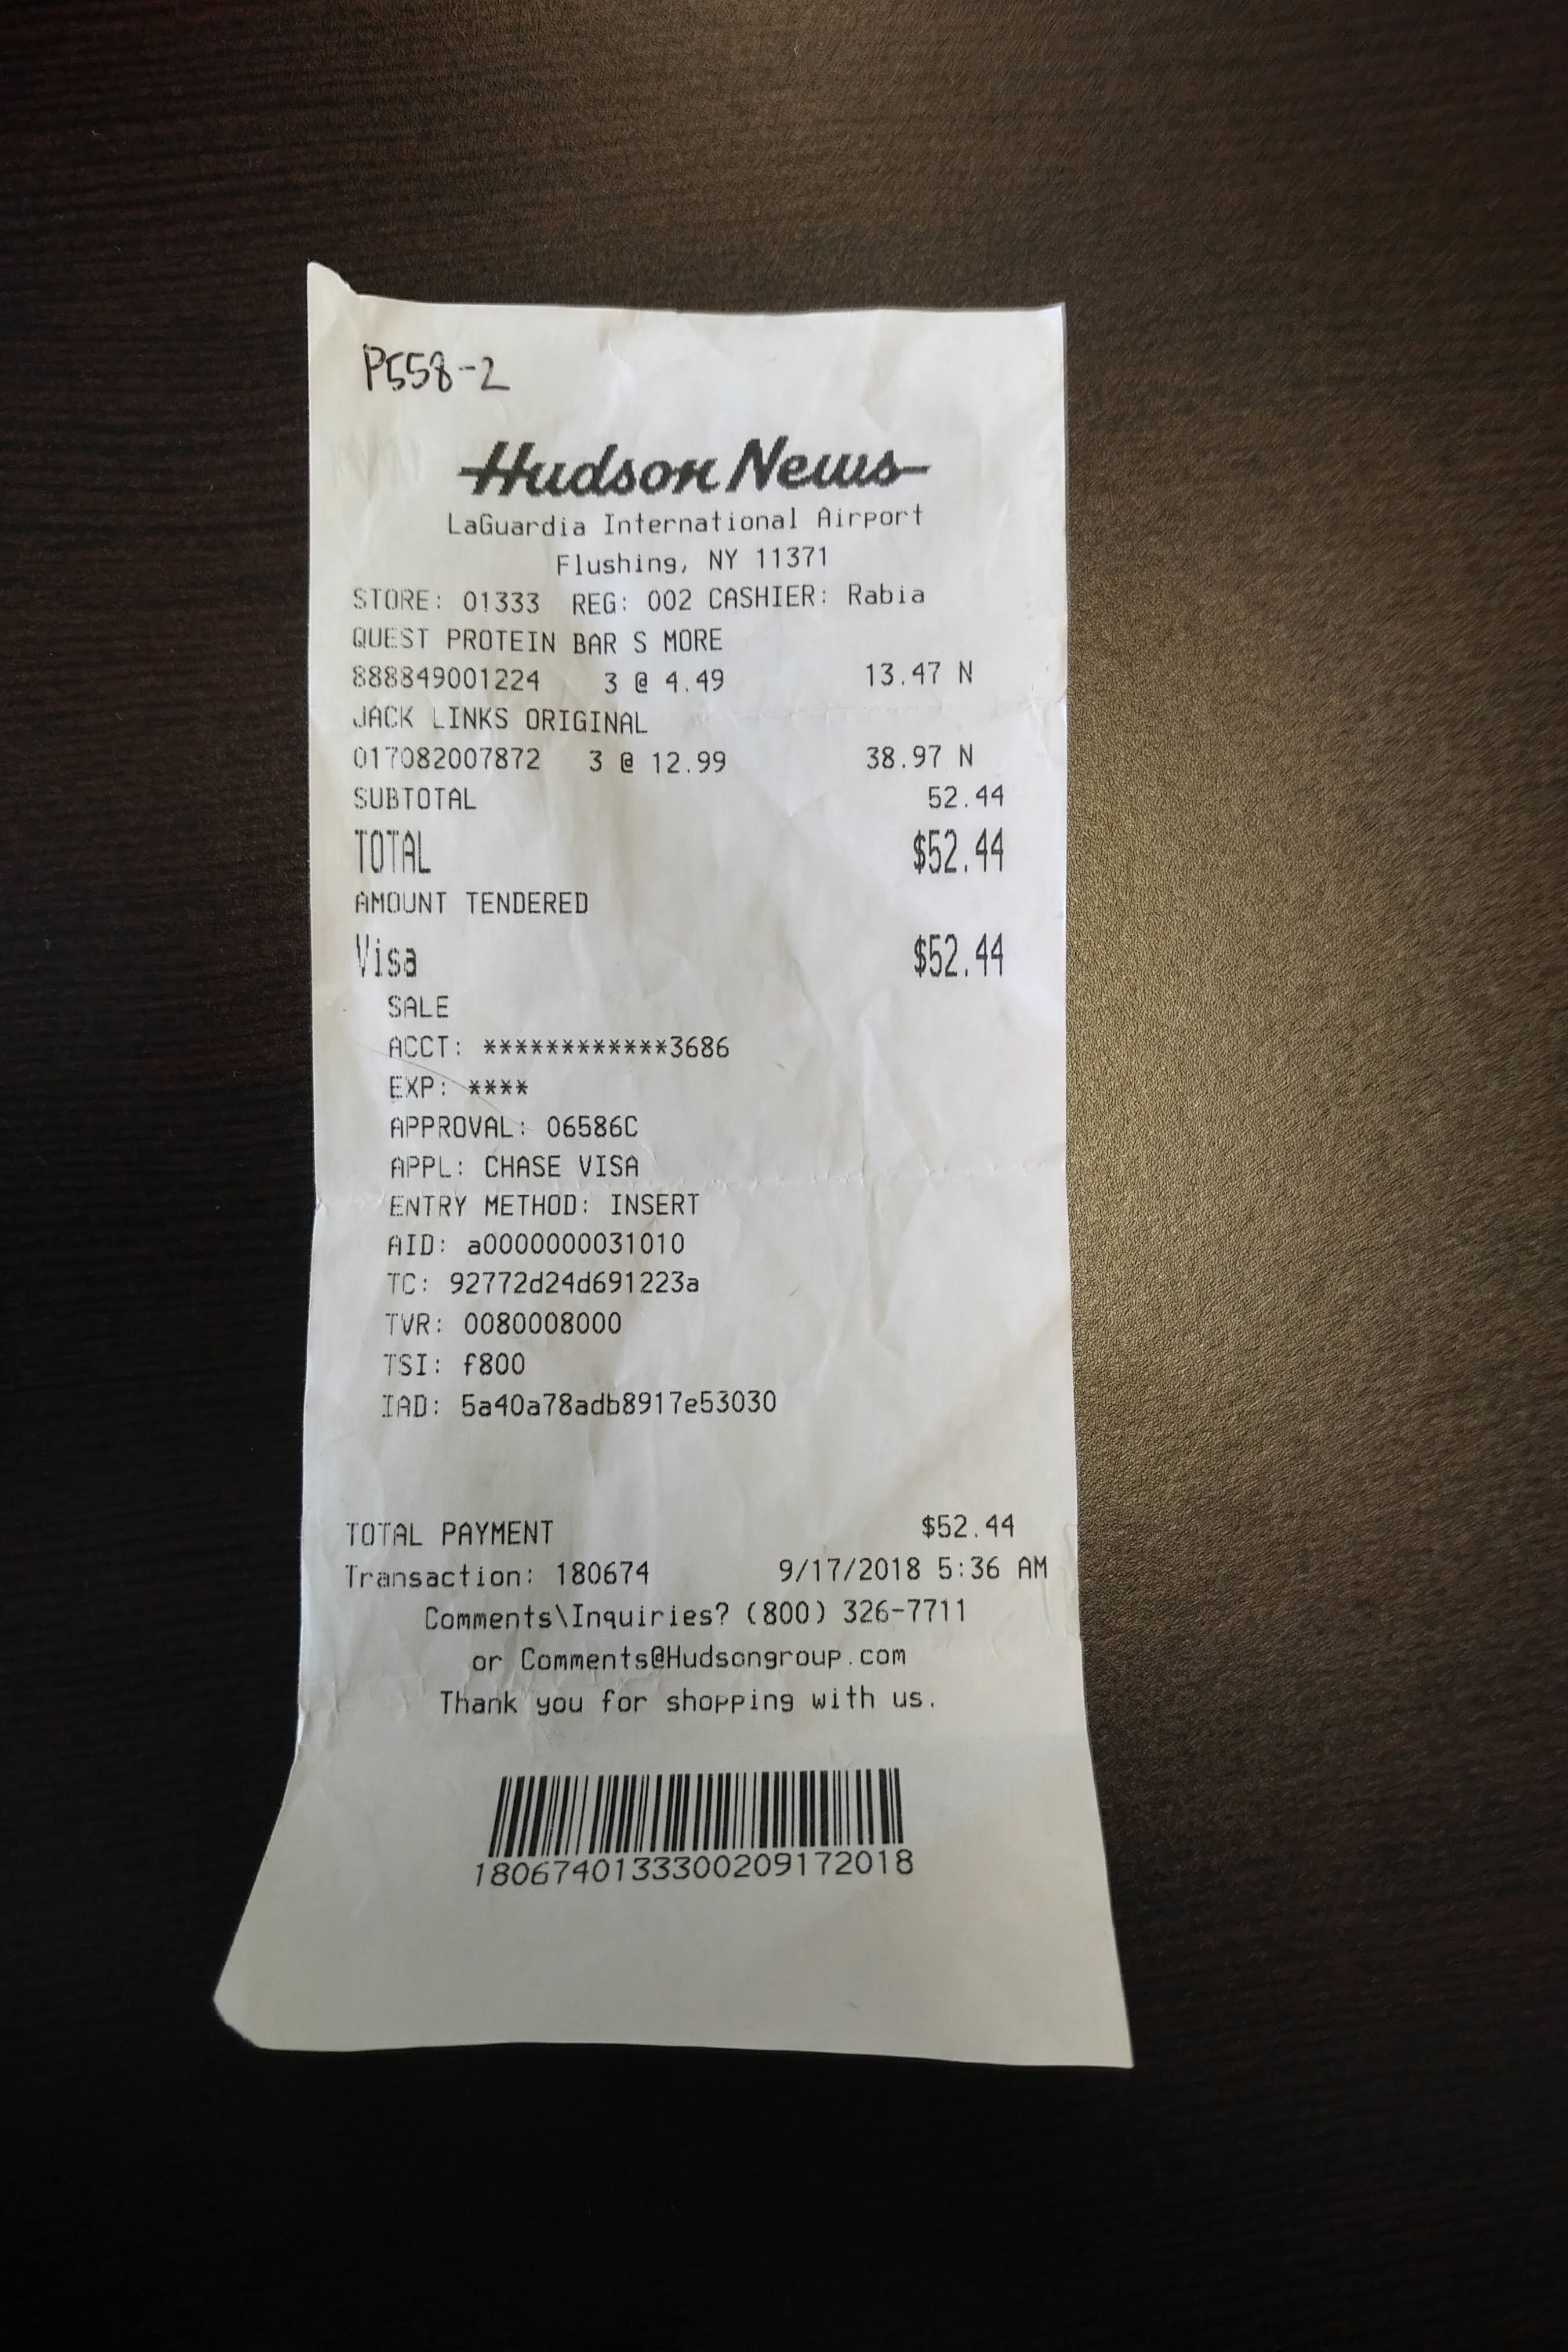 P558-2
Hudson News
LaGuardia International Airport
Flushing, NY 11371
STORE: 01333 REG: 002 CASHIER: Rabia
QUEST PROTEIN BAR S MORE
888849001224 3 @ 4.49 13.47 N
JACK LINKS ORIGINAL
017082007872 3 @ 12.99 38.97 N
SUBTOTAL 52.44
TOTAL $52.44
AMOUNT TENDERED
Visa $52.44
SALE
ACCT: ************3686
EXP: ****
APPROVAL: 06586C
APPL: CHASE VISA
ENTRY METHOD: INSERT
AID: a0000000031010
TC: 92772d24d691223a
TVR: 0080008000
TSI: f800
IAD: 5a40a78adb8917e53030
TOTAL PAYMENT $52.44
Transaction: 180674 9/17/2018 5:36 AM
Comments\Inquiries? (800) 326-7711
or Comments@Hudsongroup.com
Thank you for shopping with us.
1806740133300209172018